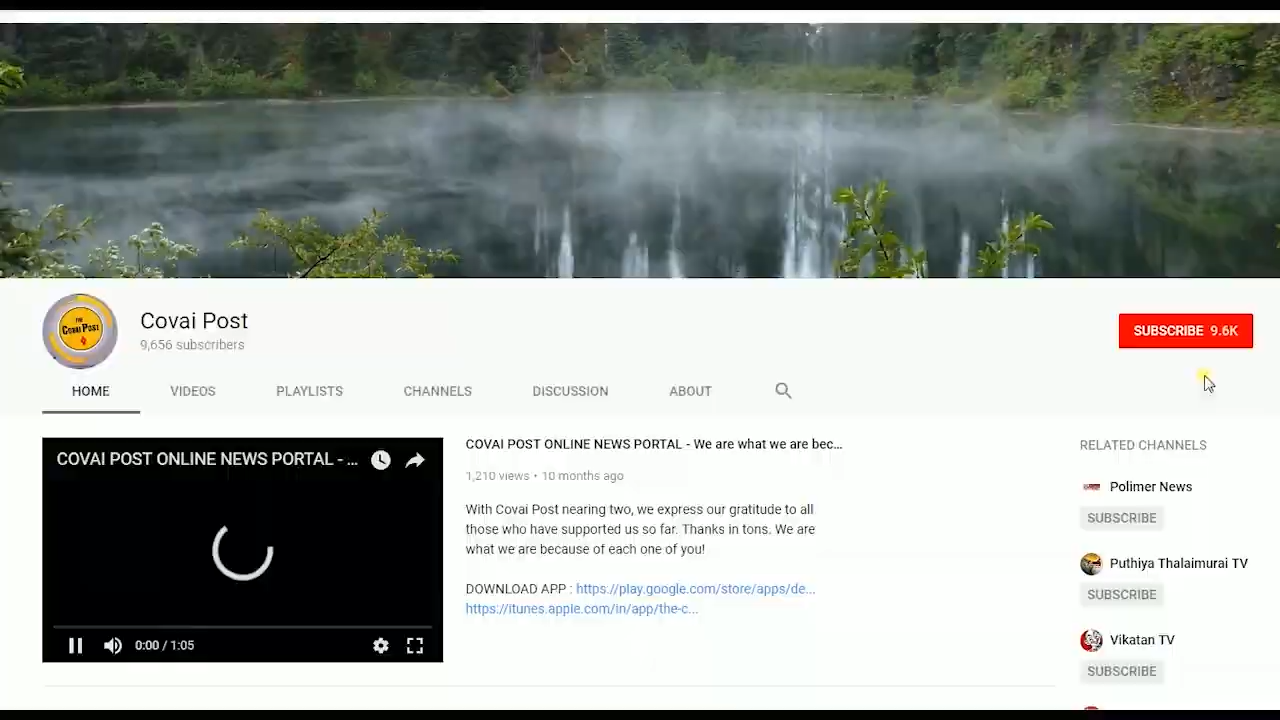 THE
COVAI POST
Covai Post
9,656 subscribers
SUBSCRIBE 9.6K
HOME VIDEOS PLAYLISTS CHANNELS DISCUSSION ABOUT
COVAI POST ONLINE NEWS PORTAL - ...
0:00 / 1:05
COVAI POST ONLINE NEWS PORTAL - We are what we are bec...
1,210 views • 10 months ago
With Covai Post nearing two, we express our gratitude to all
those who have supported us so far. Thanks in tons. We are
what we are because of each one of you!
DOWNLOAD APP : https://play.google.com/store/apps/de...
https://itunes.apple.com/in/app/the-c...
RELATED CHANNELS
Polimer News
SUBSCRIBE
Puthiya Thalaimurai TV
SUBSCRIBE
Vikatan TV
SUBSCRIBE